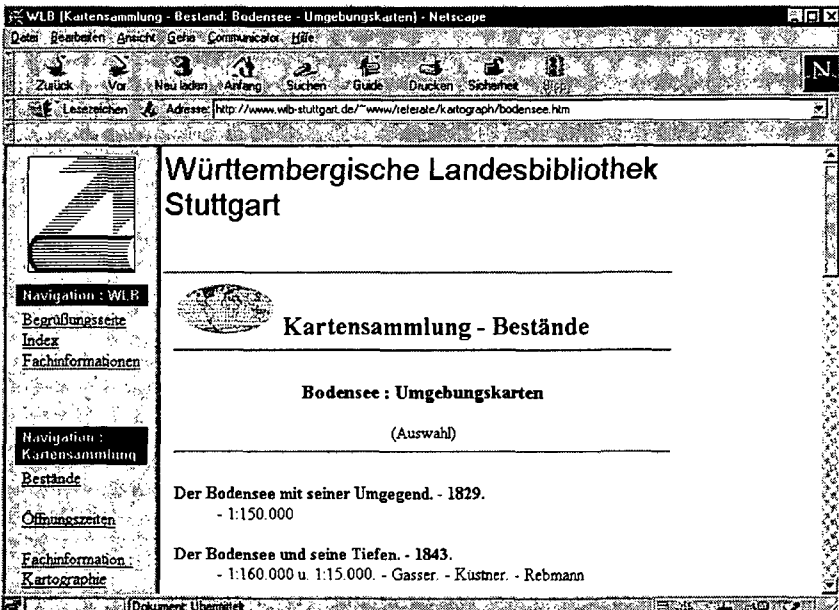 WLB [Kartensammlung - Bestand: Bodensee - Umgebungskarten] - Netscape
Datei Bearbeiten Ansicht Gehe Communicator Hilfe
Zurück Vor Neu laden Anfang Suchen Guide Drucken Sicherheit
N
Lesezeichen Adresse: http://www.wlb-stuttgart.de/~www/referate/kartograph/bodensee.htm
Württembergische Landesbibliothek
Stuttgart
Navigation : WLB
Begrüßungsseite
Index
Fachinformationen
Navigation :
Kartensammlung
Bestände
Öffnungszeiten
Fachinformation :
Kartographie
Kartensammlung - Bestände
Bodensee : Umgebungskarten
(Auswahl)
Der Bodensee mit seiner Umgegend. - 1829.
- 1:150.000
Der Bodensee und seine Tiefen. - 1843.
- 1:160.000 u. 1:15.000. - Gasser. - Küstner. - Rebmann
Dokument: Übermittelt